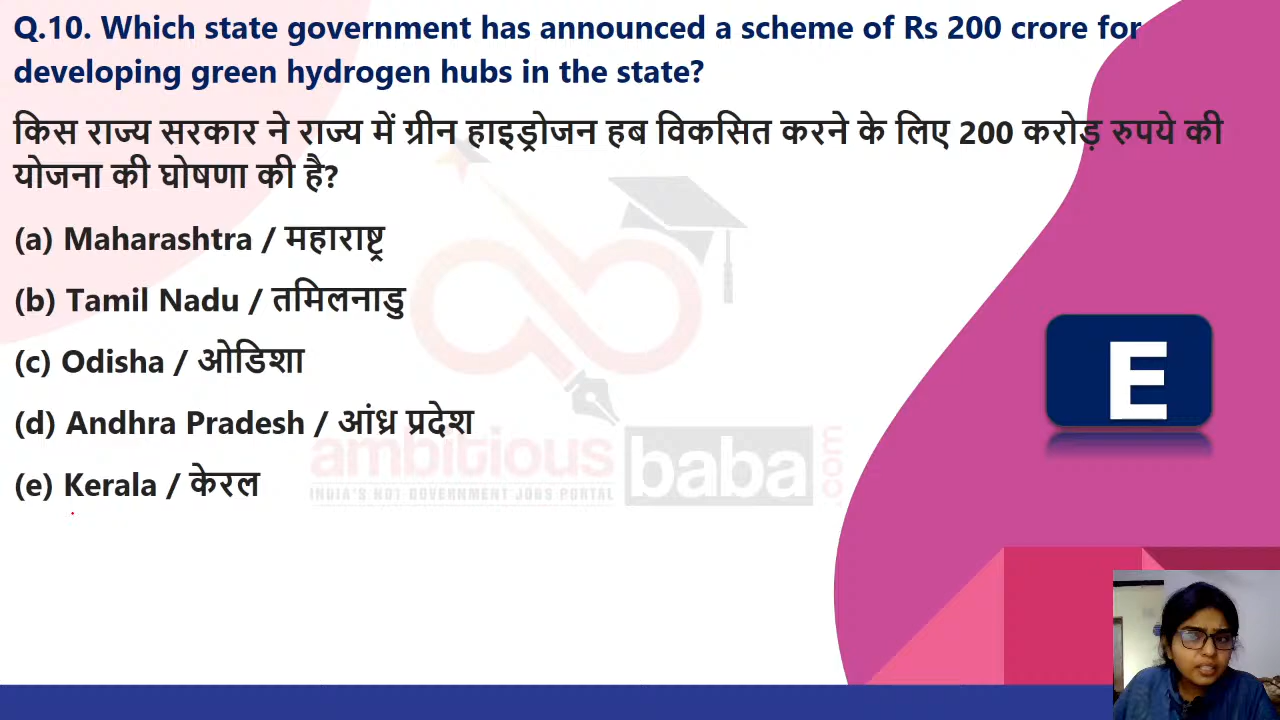 Q.10. Which state government has announced a scheme of Rs 200 crore for
developing green hydrogen hubs in the state?
किस राज्य सरकार ने राज्य में ग्रीन हाइड्रोजन हब विकसित करने के लिए 200 करोड़ रुपये की
योजना की घोषणा की है?
(a) Maharashtra / महाराष्ट्र
(b) Tamil Nadu / तमिलनाडु
(c) Odisha / ओडिशा
(d) Andhra Pradesh / आंध्र प्रदेश
(e) Kerala / केरल
E
ambitious baba .com
INDIA'S HOT GOVERNMENT JOBS PORTAL